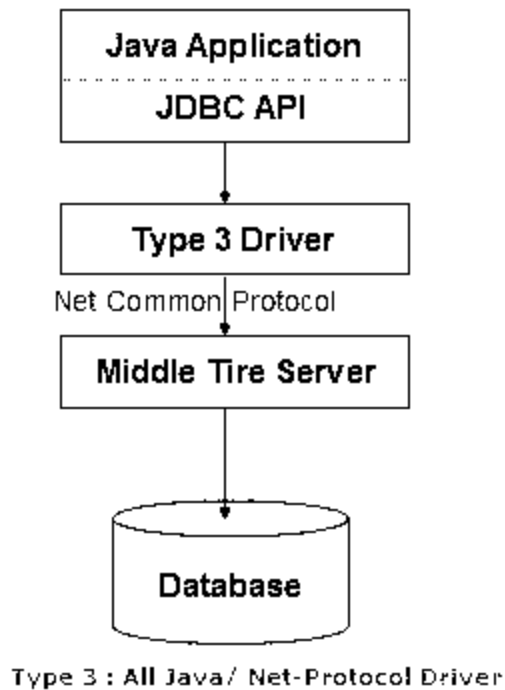 Java Application
JDBC API
Type 3 Driver
Net Common Protocol
Middle Tire Server
Database
Type 3 : All Java/ Net-Protocol Driver